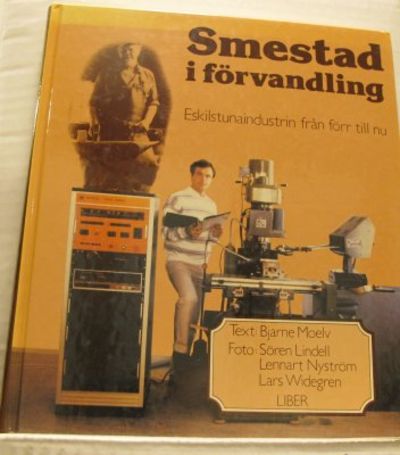 Smestad
i förvandling
Eskilstunaindustrin från förr till nu
Text: Bjarne Moelv
Foto: Sören Lindell
Lennart Nyström
Lars Widegren
LIBER